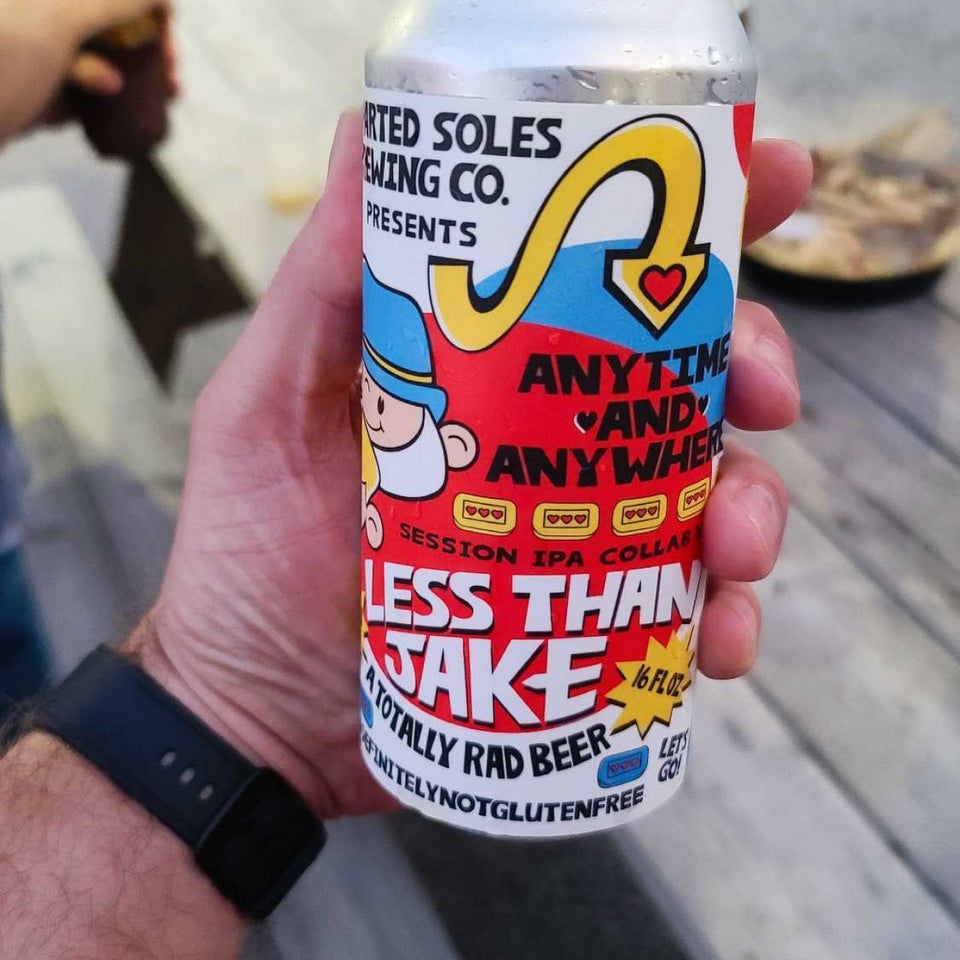 ARTED SOLES
EWING CO.
PRESENTS
ANYTIME
AND
ANYWHERE
SESSION IPA COLLAB
LESS THAN
JAKE
16 FL OZ
A TOTALLY RAD BEER
LET'S
GO!
EFINITELYNOTGLUTENFREE